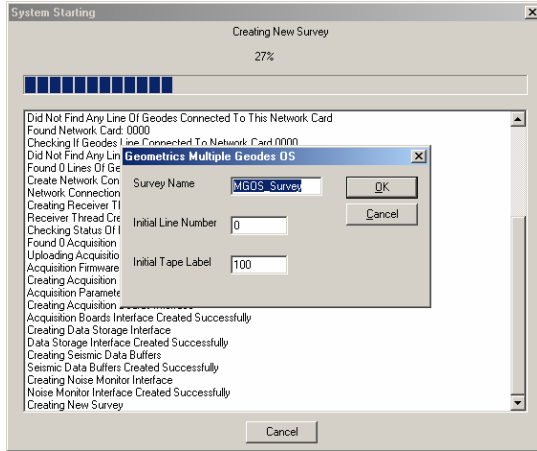 System Starting
Creating New Survey
27%
Did Not Find Any Line Of Geodes Connected To This Network Card
Found Network Card: 0000
Checking If Geodes Line Connected To Network Card 0000
Did Not Find Any Lin
Found 0 Lines Of Ge
Create Network Con
Network Connection
Creating Receiver Th
Receiver Thread Cre
Checking Status Of I
Found 0 Acquisition
Uploading Acquisitio
Acquisition Firmware
Creating Acquisition
Acquisition Paramete
Creating Acquisition Boards Interface
Acquisition Boards Interface Created Successfully
Creating Data Storage Interface
Data Storage Interface Created Successfully
Creating Seismic Data Buffers
Seismic Data Buffers Created Successfully
Creating Noise Monitor Interface
Noise Monitor Interface Created Successfully
Creating New Survey
Geometrics Multiple Geodes OS
Survey Name
MGOS_Survey
OK
Cancel
Initial Line Number
0
Initial Tape Label
100
Cancel